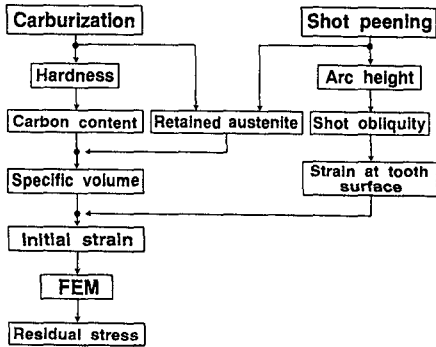 Carburization
Shot peening
Hardness
Arc height
Carbon content
Retained austenite
Shot obliquity
Specific volume
Strain at tooth
surface
Initial strain
FEM
Residual stress